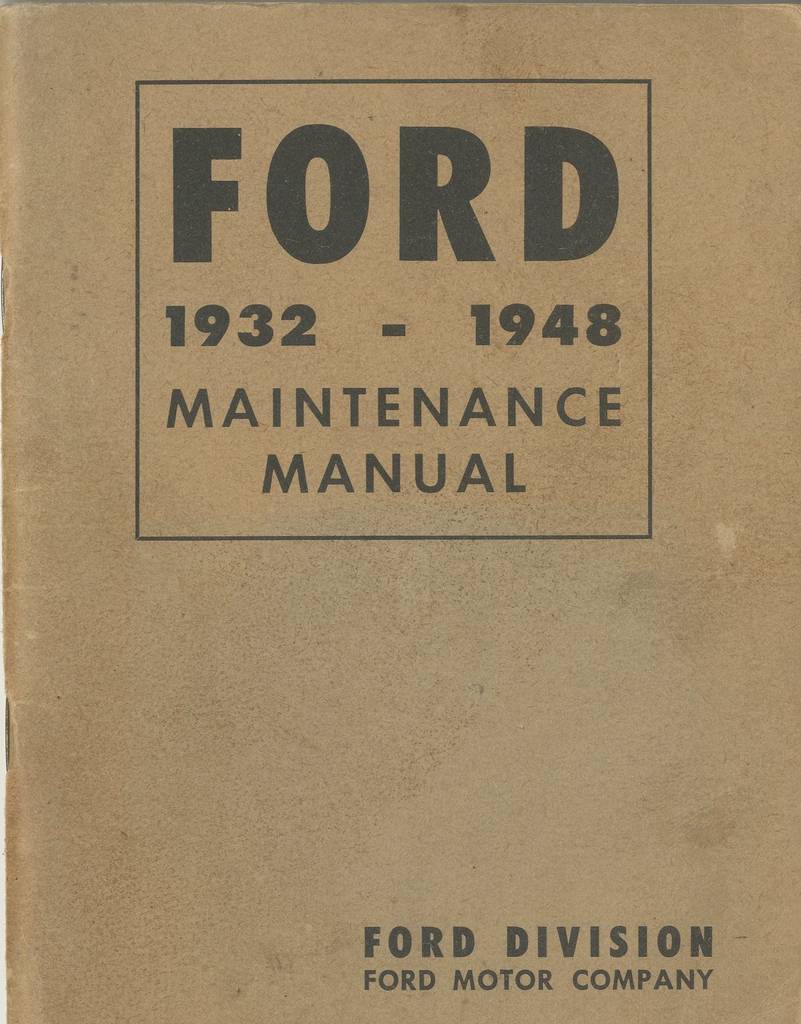 FORD
1932 - 1948
MAINTENANCE
MANUAL
FORD DIVISION
FORD MOTOR COMPANY